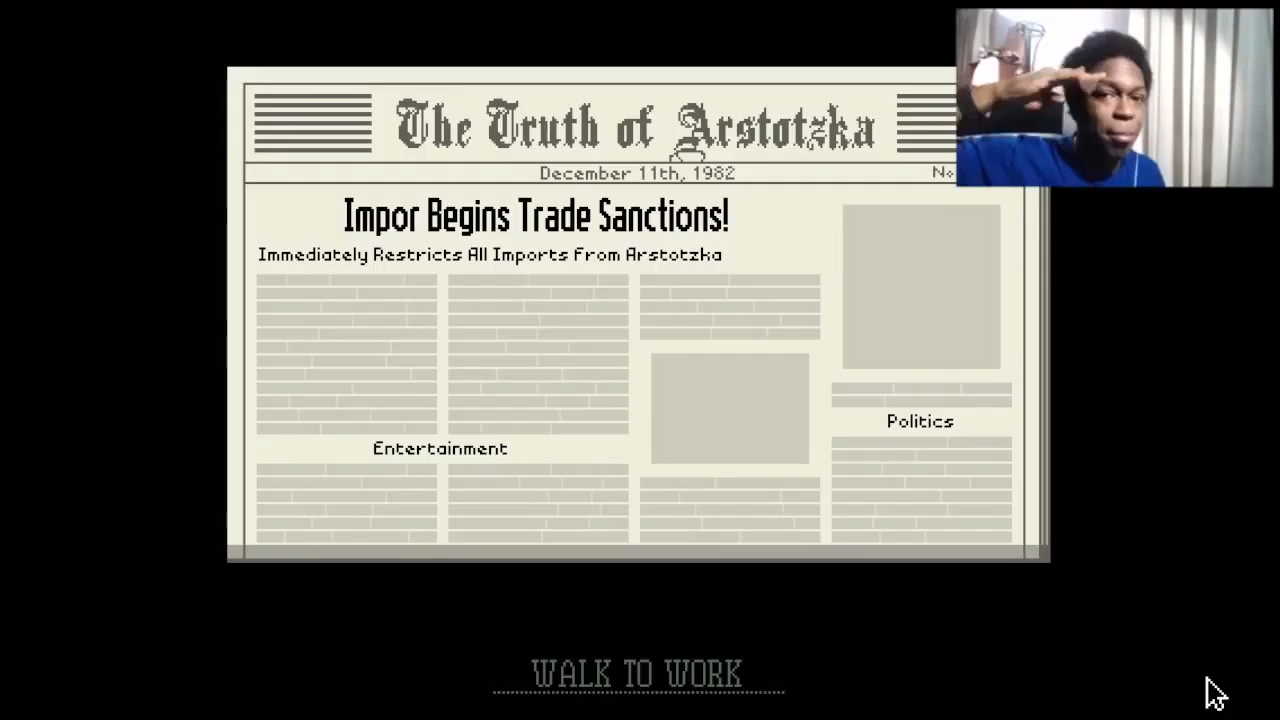 The Truth of Arstotzka
December 11th, 1982
Impor Begins Trade Sanctions!
Immediately Restricts All Imports From Arstotzka
Entertainment
Politics
WALK TO WORK